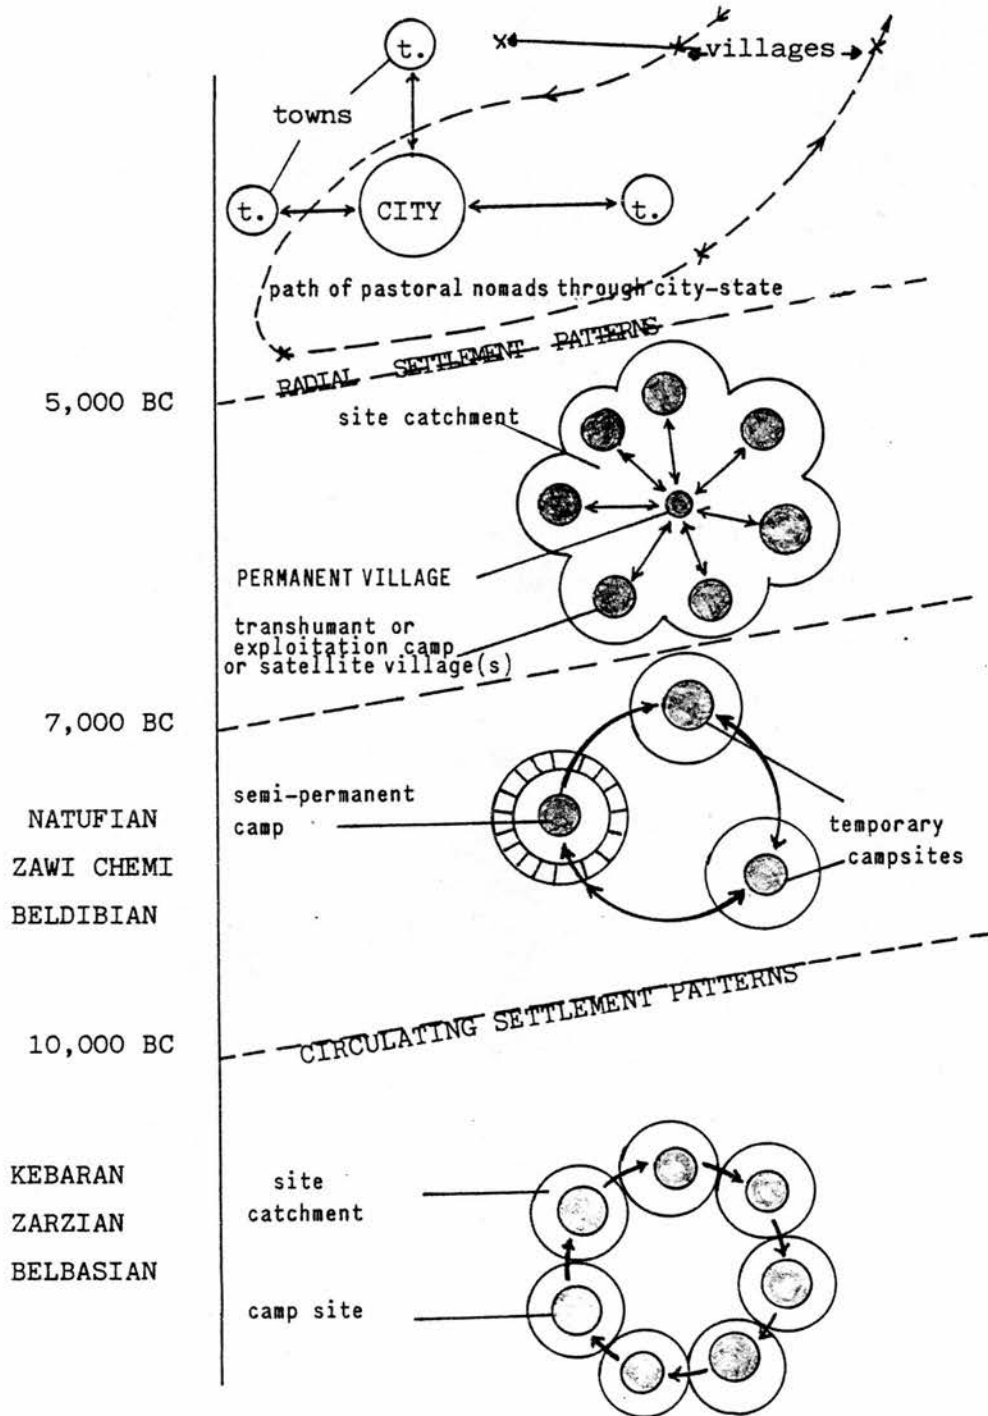 t.
villages
towns
t.
CITY
t.
path of pastoral nomads through city-state
RADIAL SETTLEMENT PATTERNS
5,000 BC
site catchment
PERMANENT VILLAGE
transhumant or
exploitation camp
or satellite village(s)
7,000 BC
semi-permanent
camp
NATUFIAN
ZAWI CHEMI
BELDIBIAN
temporary
campsites
CIRCULATING SETTLEMENT PATTERNS
10,000 BC
KEBARAN
ZARZIAN
BELBASIAN
site
catchment
camp site